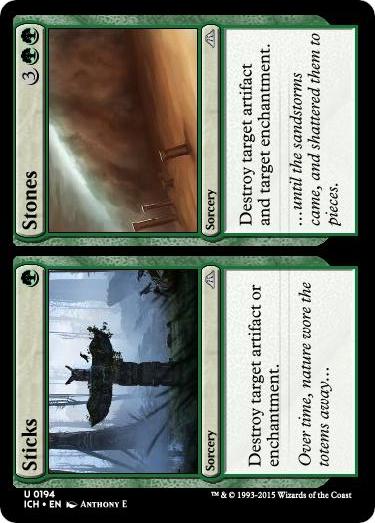 Sticks
Sorcery
Destroy target artifact or
enchantment.
Over time, nature wore the
totems away...
Stones
3
Sorcery
Destroy target artifact
and target enchantment.
...until the sandstorms
came, and shattered them to
pieces.
U 0194
ICH • EN Anthony E
™ & © 1993-2015 Wizards of the Coast